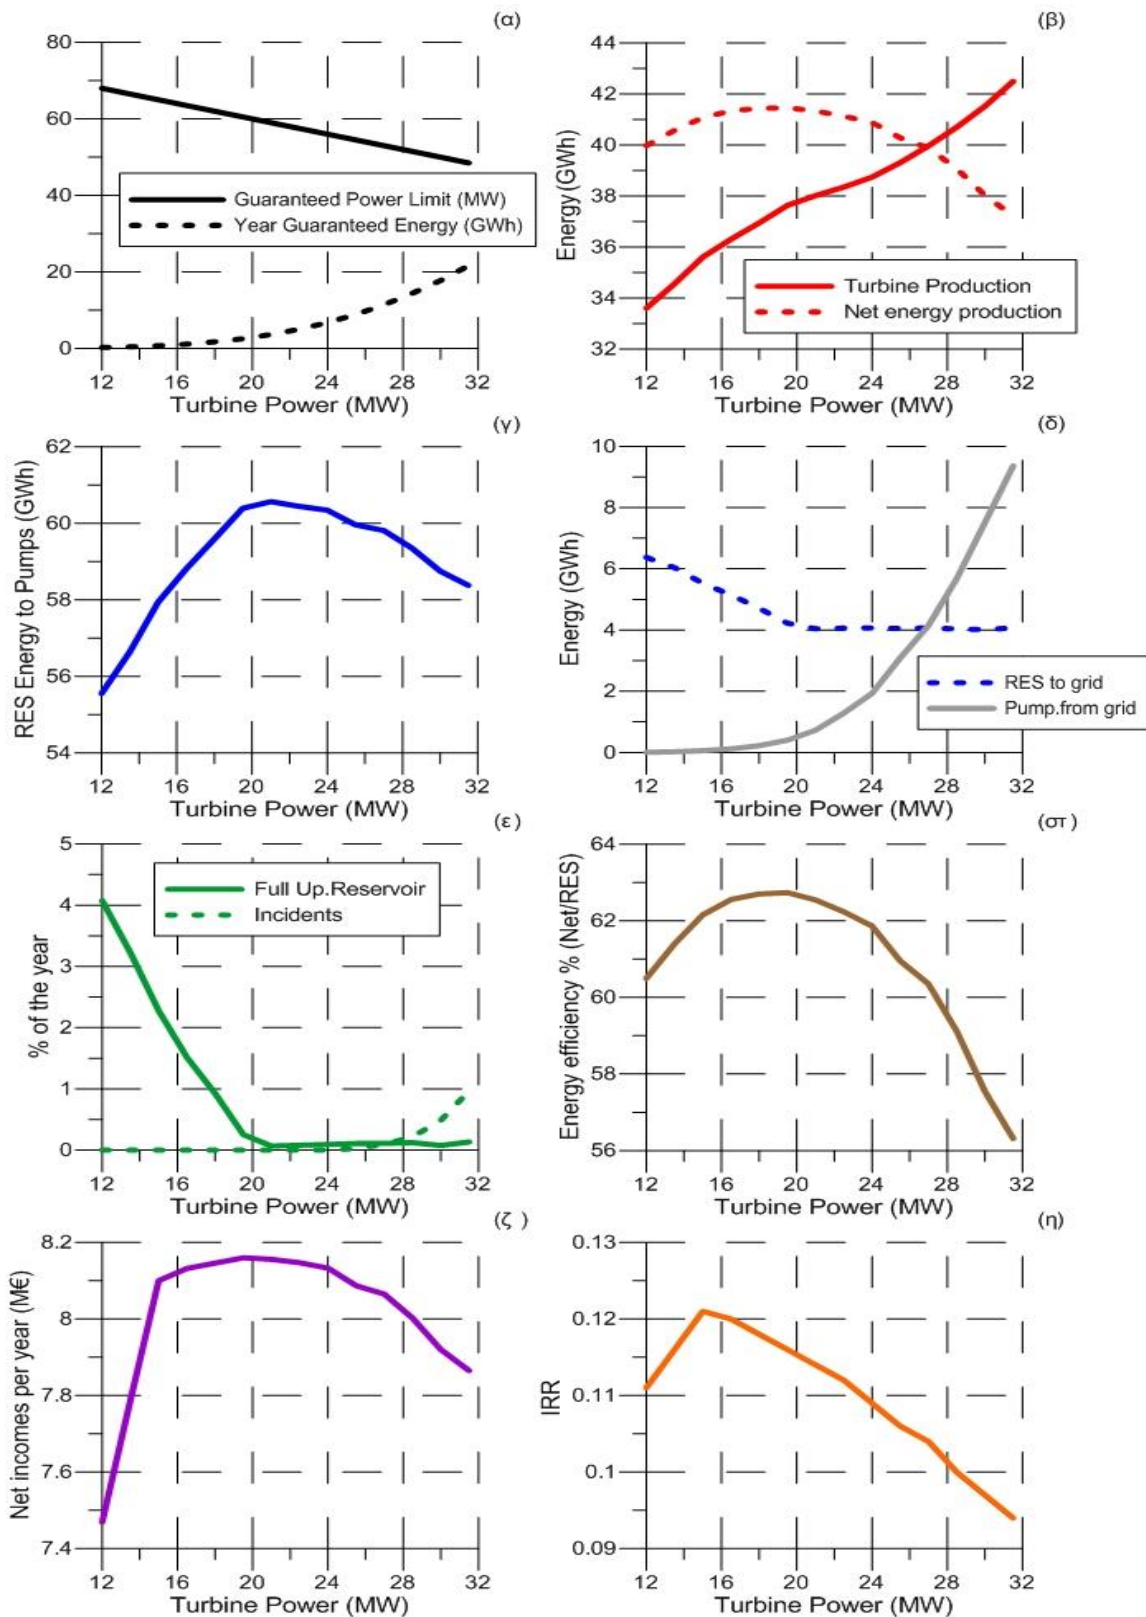 (α)
80
60
40
20
0
Guaranteed Power Limit (MW)
Year Guaranteed Energy (GWh)
12 16 20 24 28 32
Turbine Power (MW)
(β)
Energy (GWh)
44
42
40
38
36
34
32
Turbine Production
Net energy production
12 16 20 24 28 32
Turbine Power (MW)
(γ)
RES Energy to Pumps (GWh)
62
60
58
56
54
12 16 20 24 28 32
Turbine Power (MW)
(δ)
Energy (GWh)
10
8
6
4
2
0
RES to grid
Pump.from grid
12 16 20 24 28 32
Turbine Power (MW)
(ε)
% of the year
5
4
3
2
1
0
Full Up.Reservoir
Incidents
12 16 20 24 28 32
Turbine Power (MW)
(στ)
Energy efficiency % (Net/RES)
64
62
60
58
56
12 16 20 24 28 32
Turbine Power (MW)
(ζ )
Net incomes per year (M€)
8.2
8
7.8
7.6
7.4
12 16 20 24 28 32
Turbine Power (MW)
(η)
IRR
0.13
0.12
0.11
0.1
0.09
12 16 20 24 28 32
Turbine Power (MW)